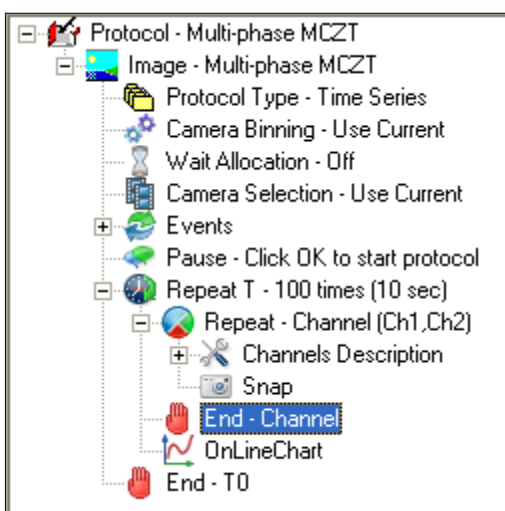 Protocol - Multi-phase MCZT
Image - Multi-phase MCZT
Protocol Type - Time Series
Camera Binning - Use Current
Wait Allocation - Off
Camera Selection - Use Current
Events
Pause - Click OK to start protocol
Repeat T - 100 times (10 sec)
Repeat - Channel (Ch1,Ch2)
Channels Description
Snap
End - Channel
OnLineChart
End - T0